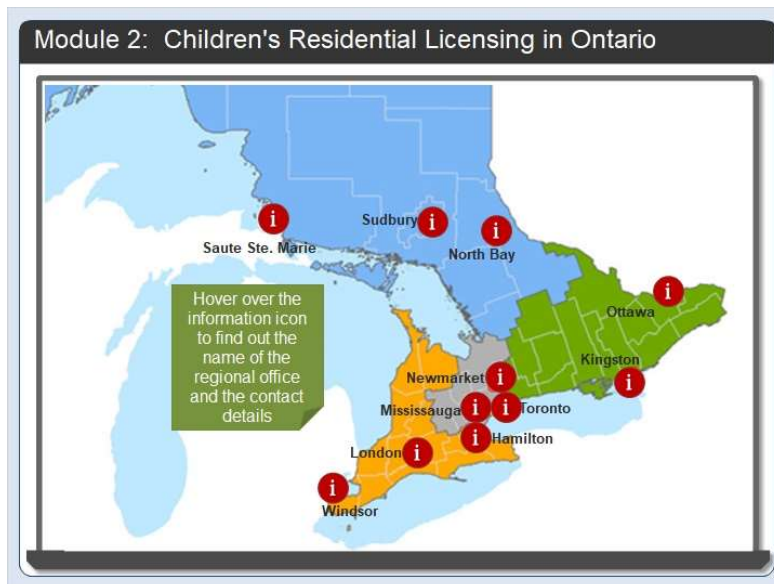 Module 2: Children's Residential Licensing in Ontario
Sudbury
Saute Ste. Marie
North Bay
Hover over the
information icon
to find out the
name of the
regional office
and the contact
details
Ottawa
Kingston
Newmarket
Mississauga
Toronto
Hamilton
London
Windsor
i
i
i
i
i
i
i
i
i
i
i